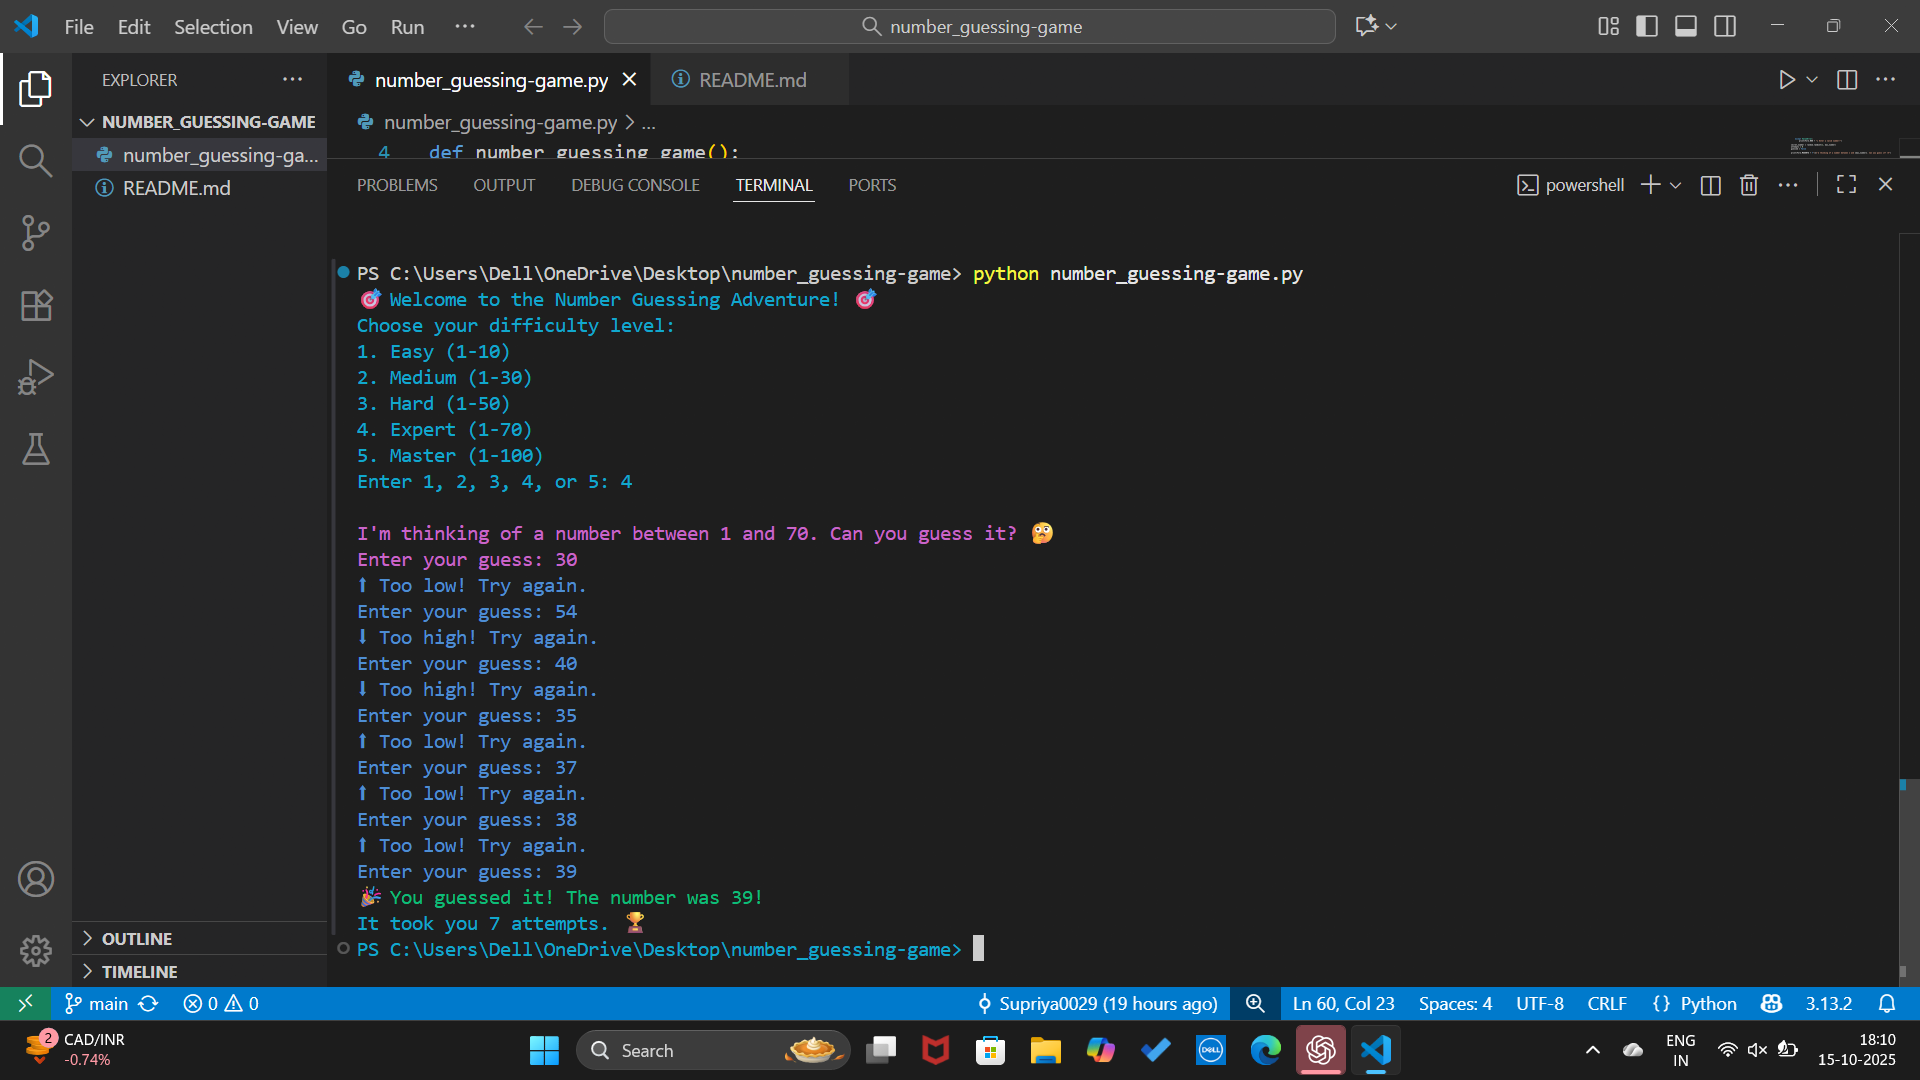 File Edit Selection View Go Run ...
number_guessing-game
EXPLORER
NUMBER_GUESSING-GAME
number_guessing-ga...
README.md
OUTLINE
TIMELINE
number_guessing-game.py
README.md
number_guessing-game.py > ...
4 def number_guessing_game():
PROBLEMS OUTPUT DEBUG CONSOLE TERMINAL PORTS
powershell
PS C:\Users\Dell\OneDrive\Desktop\number_guessing-game> python number_guessing-game.py
🎯 Welcome to the Number Guessing Adventure! 🎯
Choose your difficulty level:
1. Easy (1-10)
2. Medium (1-30)
3. Hard (1-50)
4. Expert (1-70)
5. Master (1-100)
Enter 1, 2, 3, 4, or 5: 4
I'm thinking of a number between 1 and 70. Can you guess it? 🤔
Enter your guess: 30
⬆ Too low! Try again.
Enter your guess: 54
⬇ Too high! Try again.
Enter your guess: 40
⬇ Too high! Try again.
Enter your guess: 35
⬆ Too low! Try again.
Enter your guess: 37
⬆ Too low! Try again.
Enter your guess: 38
⬆ Too low! Try again.
Enter your guess: 39
🎉 You guessed it! The number was 39!
It took you 7 attempts. 🏆
PS C:\Users\Dell\OneDrive\Desktop\number_guessing-game>
main 0 0 Supriya0029 (19 hours ago) Ln 60, Col 23 Spaces: 4 UTF-8 CRLF {} Python 3.13.2
2 CAD/INR
-0.74%
Search
DELL
ENG
IN
18:10
15-10-2025